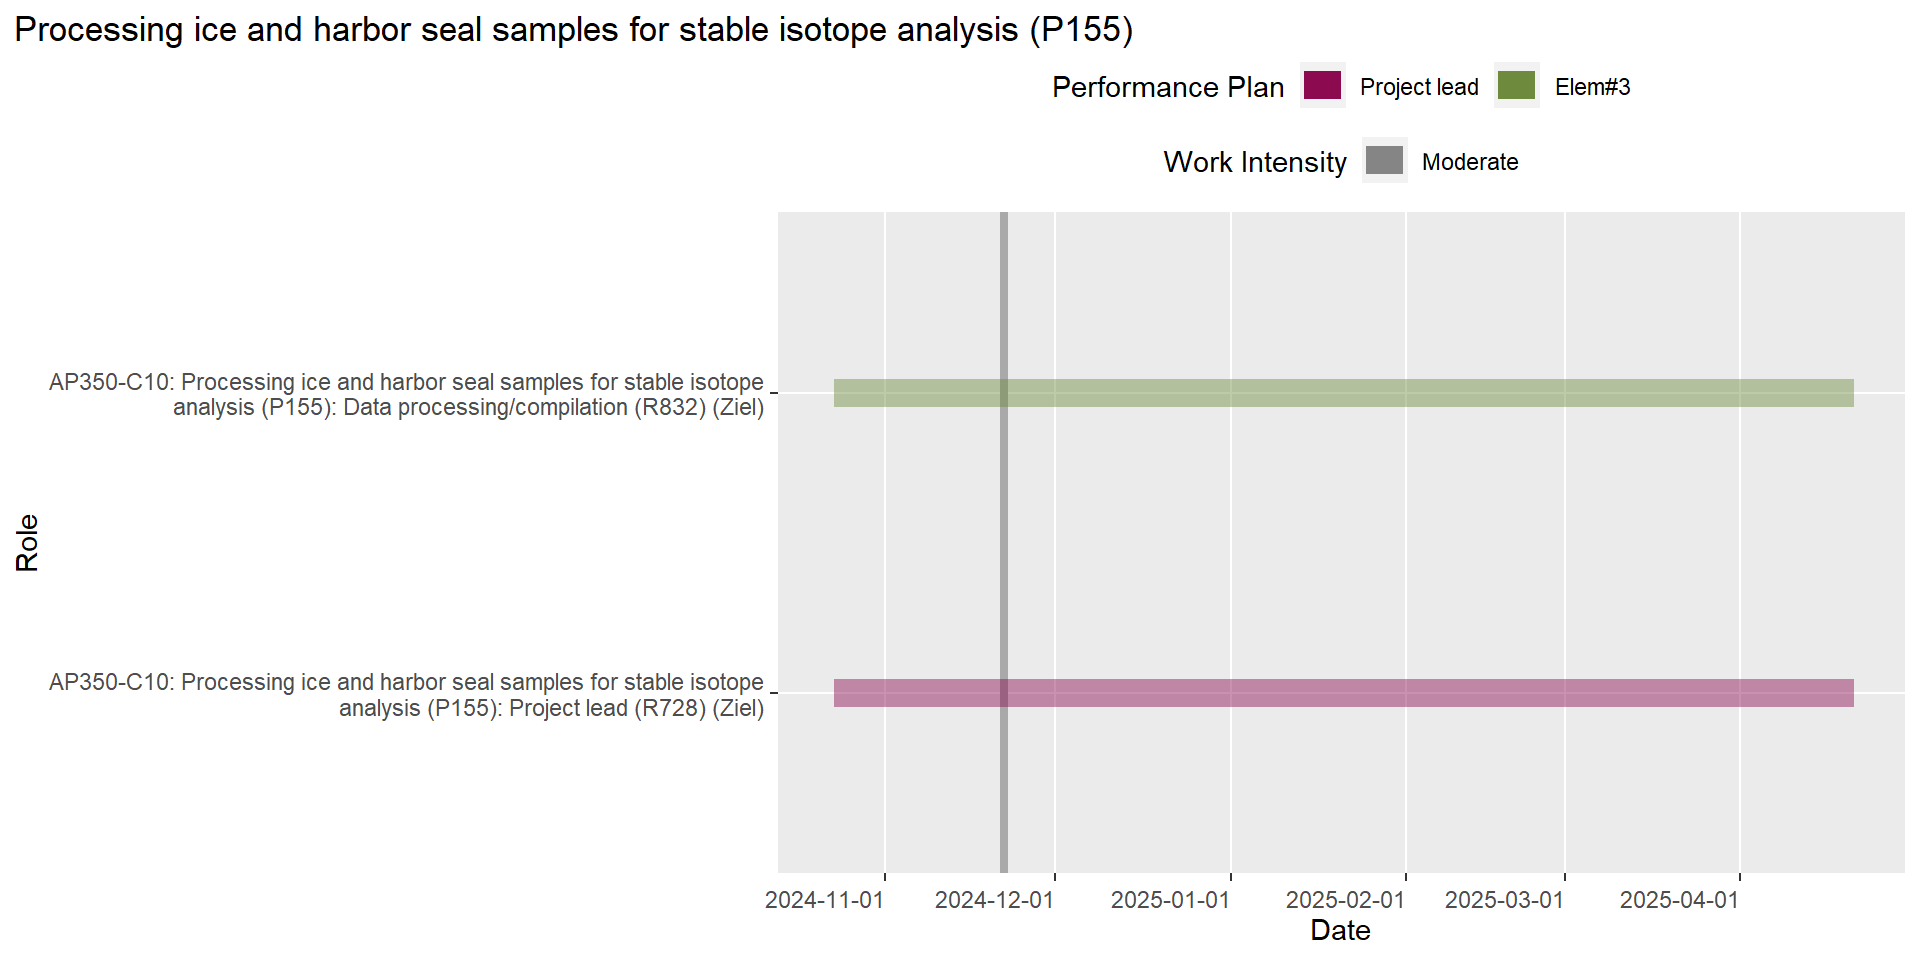 Processing ice and harbor seal samples for stable isotope analysis (P155)
Performance Plan Project lead Elem#3
Work Intensity Moderate
AP350-C10: Processing ice and harbor seal samples for stable isotope
analysis (P155): Data processing/compilation (R832) (Ziel)
Role
AP350-C10: Processing ice and harbor seal samples for stable isotope
analysis (P155): Project lead (R728) (Ziel)
2024-11-01 2024-12-01 2025-01-01 2025-02-01 2025-03-01 2025-04-01
Date